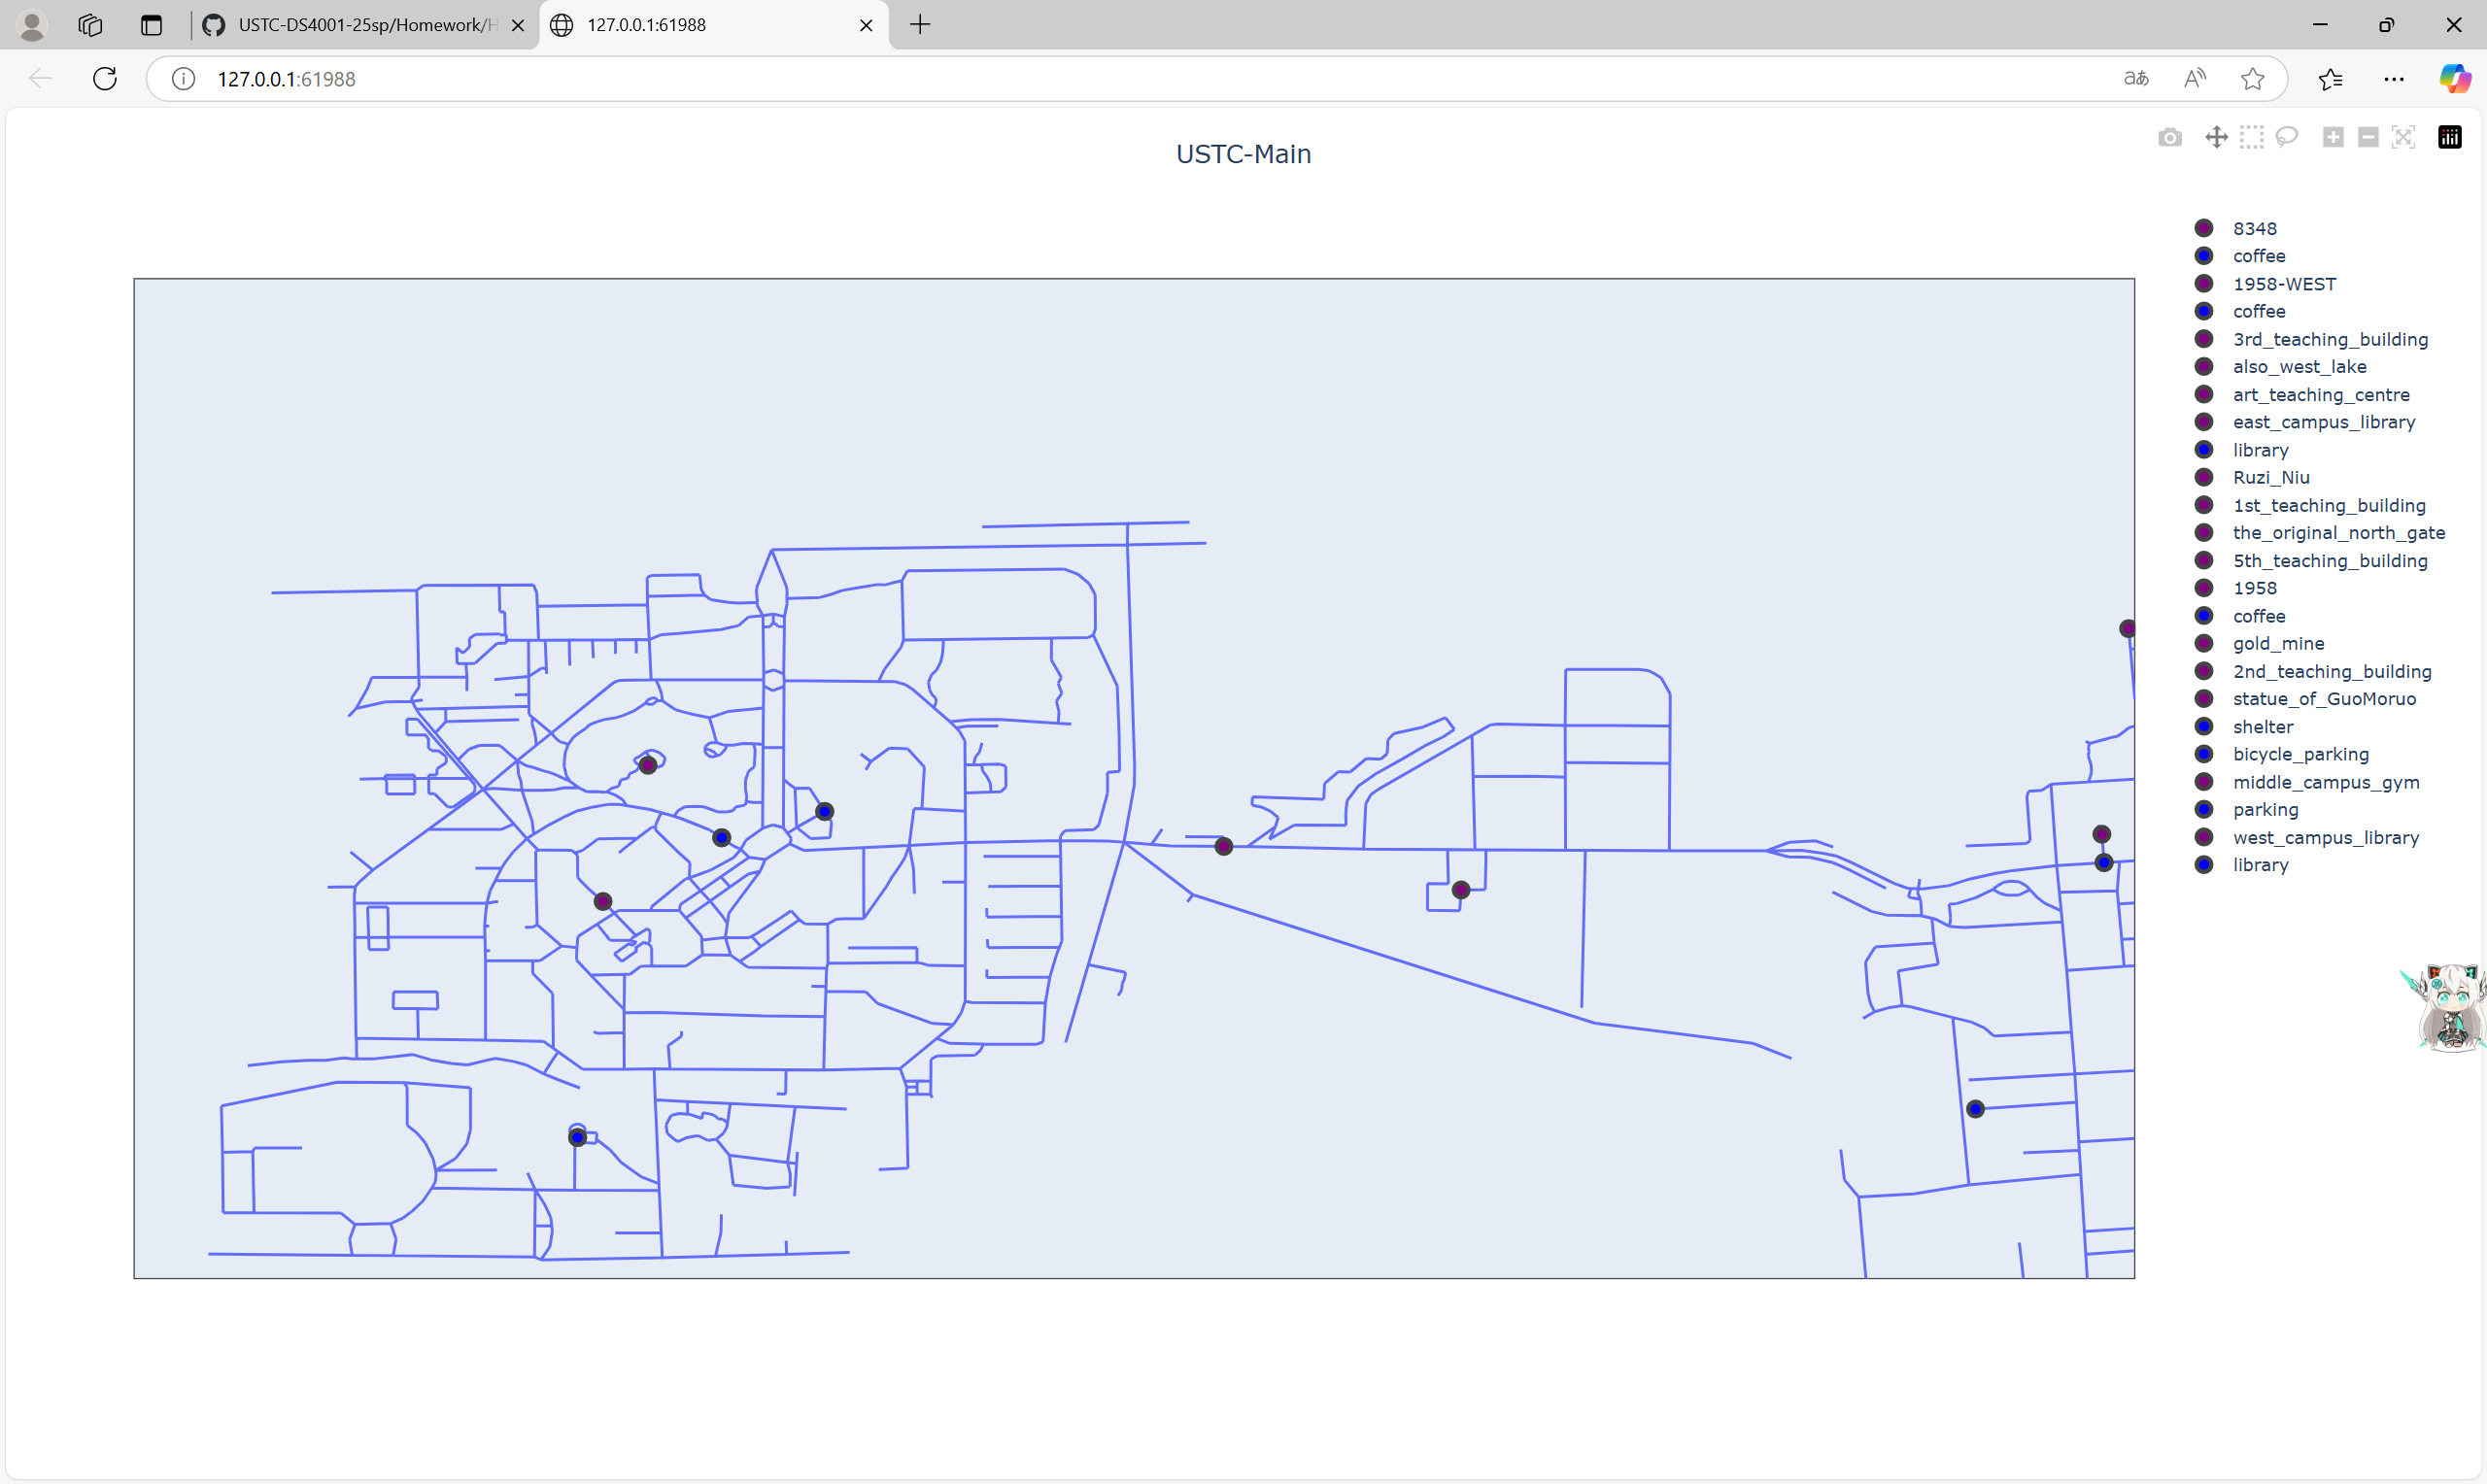 USTC-DS4001-25sp/Homework/H
127.0.0.1:61988
127.0.0.1:61988
aあ
A
USTC-Main
8348
coffee
1958-WEST
coffee
3rd_teaching_building
also_west_lake
art_teaching_centre
east_campus_library
library
Ruzi_Niu
1st_teaching_building
the_original_north_gate
5th_teaching_building
1958
coffee
gold_mine
2nd_teaching_building
statue_of_GuoMoruo
shelter
bicycle_parking
middle_campus_gym
parking
west_campus_library
library